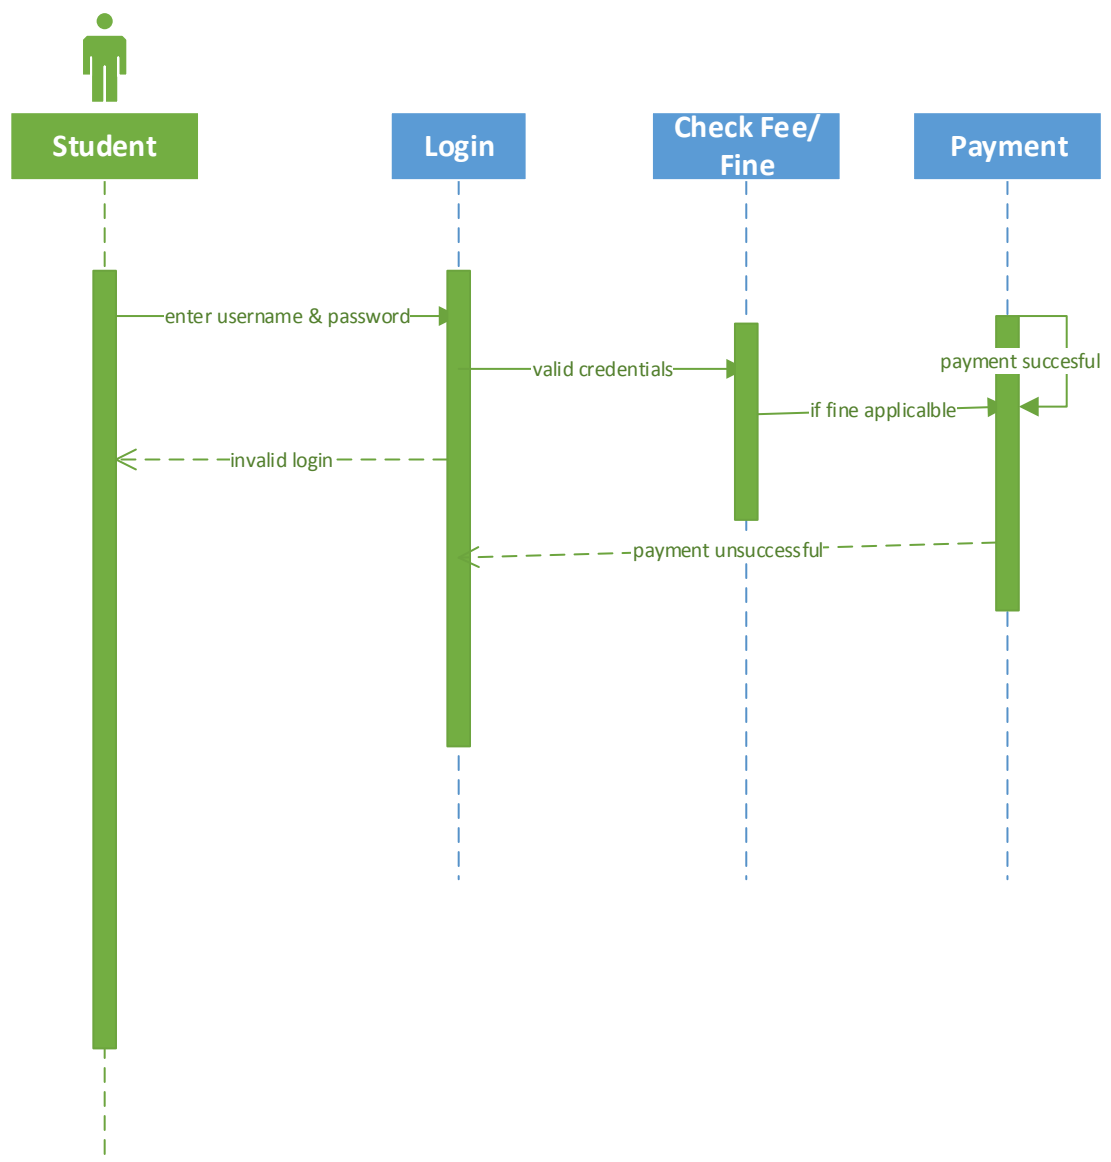 Student
Login
Check Fee/
Fine
Payment
enter username & password
valid credentials
payment succesful
if fine applicalble
invalid login
payment unsuccessful